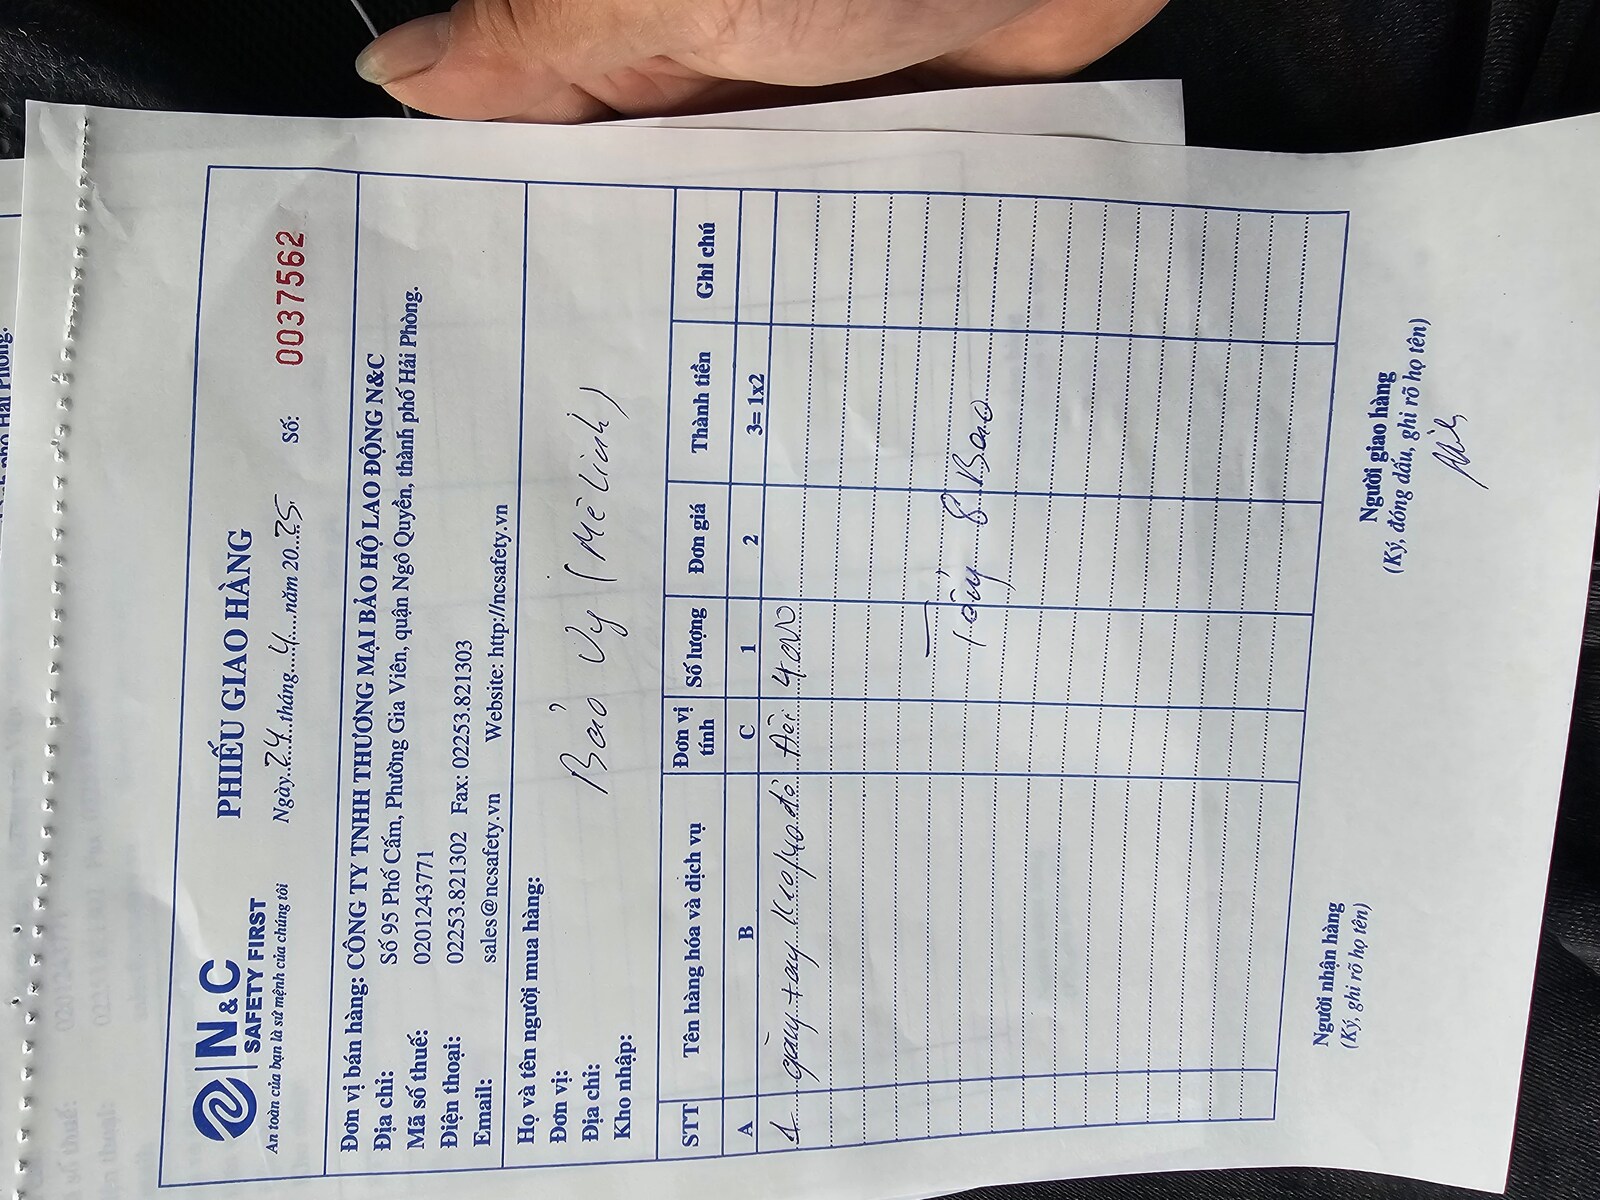 N&C
SAFETY FIRST
An toàn của bạn là sứ mệnh của chúng tôi
PHIẾU GIAO HÀNG
Ngày 24 tháng 4 năm 2025 Số: 0037562
Đơn vị bán hàng: CÔNG TY TNHH THƯƠNG MẠI BẢO HỘ LAO ĐỘNG N&C
Địa chỉ: Số 95 Phố Cấm, Phường Gia Viên, quận Ngô Quyền, thành phố Hải Phòng.
Mã số thuế: 0201243771
Điện thoại: 02253.821302 Fax: 02253.821303
Email: sales@ncsafety.vn Website: http://ncsafety.vn
Họ và tên người mua hàng:
Đơn vị: Bảo Vy (Mê Linh)
Địa chỉ:
Kho nhập:
STT Tên hàng hóa và dịch vụ Đơn vị tính Số lượng Đơn giá Thành tiền Ghi chú
A B C 1 2 3=1x2
1 găng tay đỏ Đôi 4.000
8 Bao
Người nhận hàng
(Ký, ghi rõ họ tên)
Người giao hàng
(Ký, đóng dấu, ghi rõ họ tên)